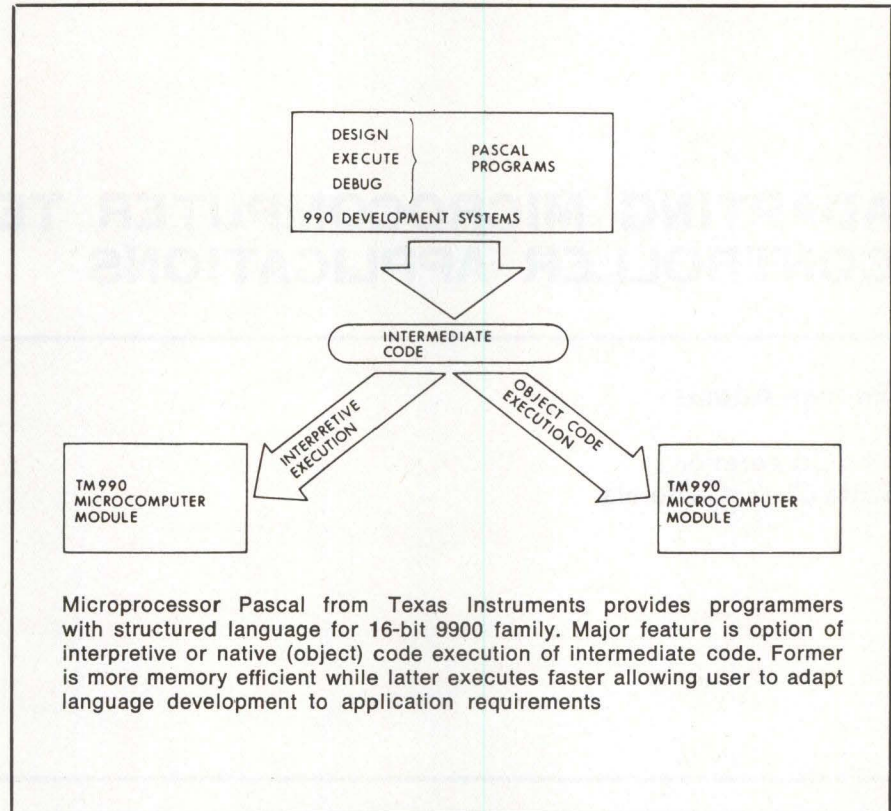 DESIGN
EXECUTE
DEBUG
PASCAL
PROGRAMS
990 DEVELOPMENT SYSTEMS
INTERMEDIATE
CODE
INTERPRETIVE
EXECUTION
OBJECT CODE
EXECUTION
TM990
MICROCOMPUTER
MODULE
TM990
MICROCOMPUTER
MODULE
Microprocessor Pascal from Texas Instruments provides programmers
with structured language for 16-bit 9900 family. Major feature is option of
interpretive or native (object) code execution of intermediate code. Former
is more memory efficient while latter executes faster allowing user to adapt
language development to application requirements